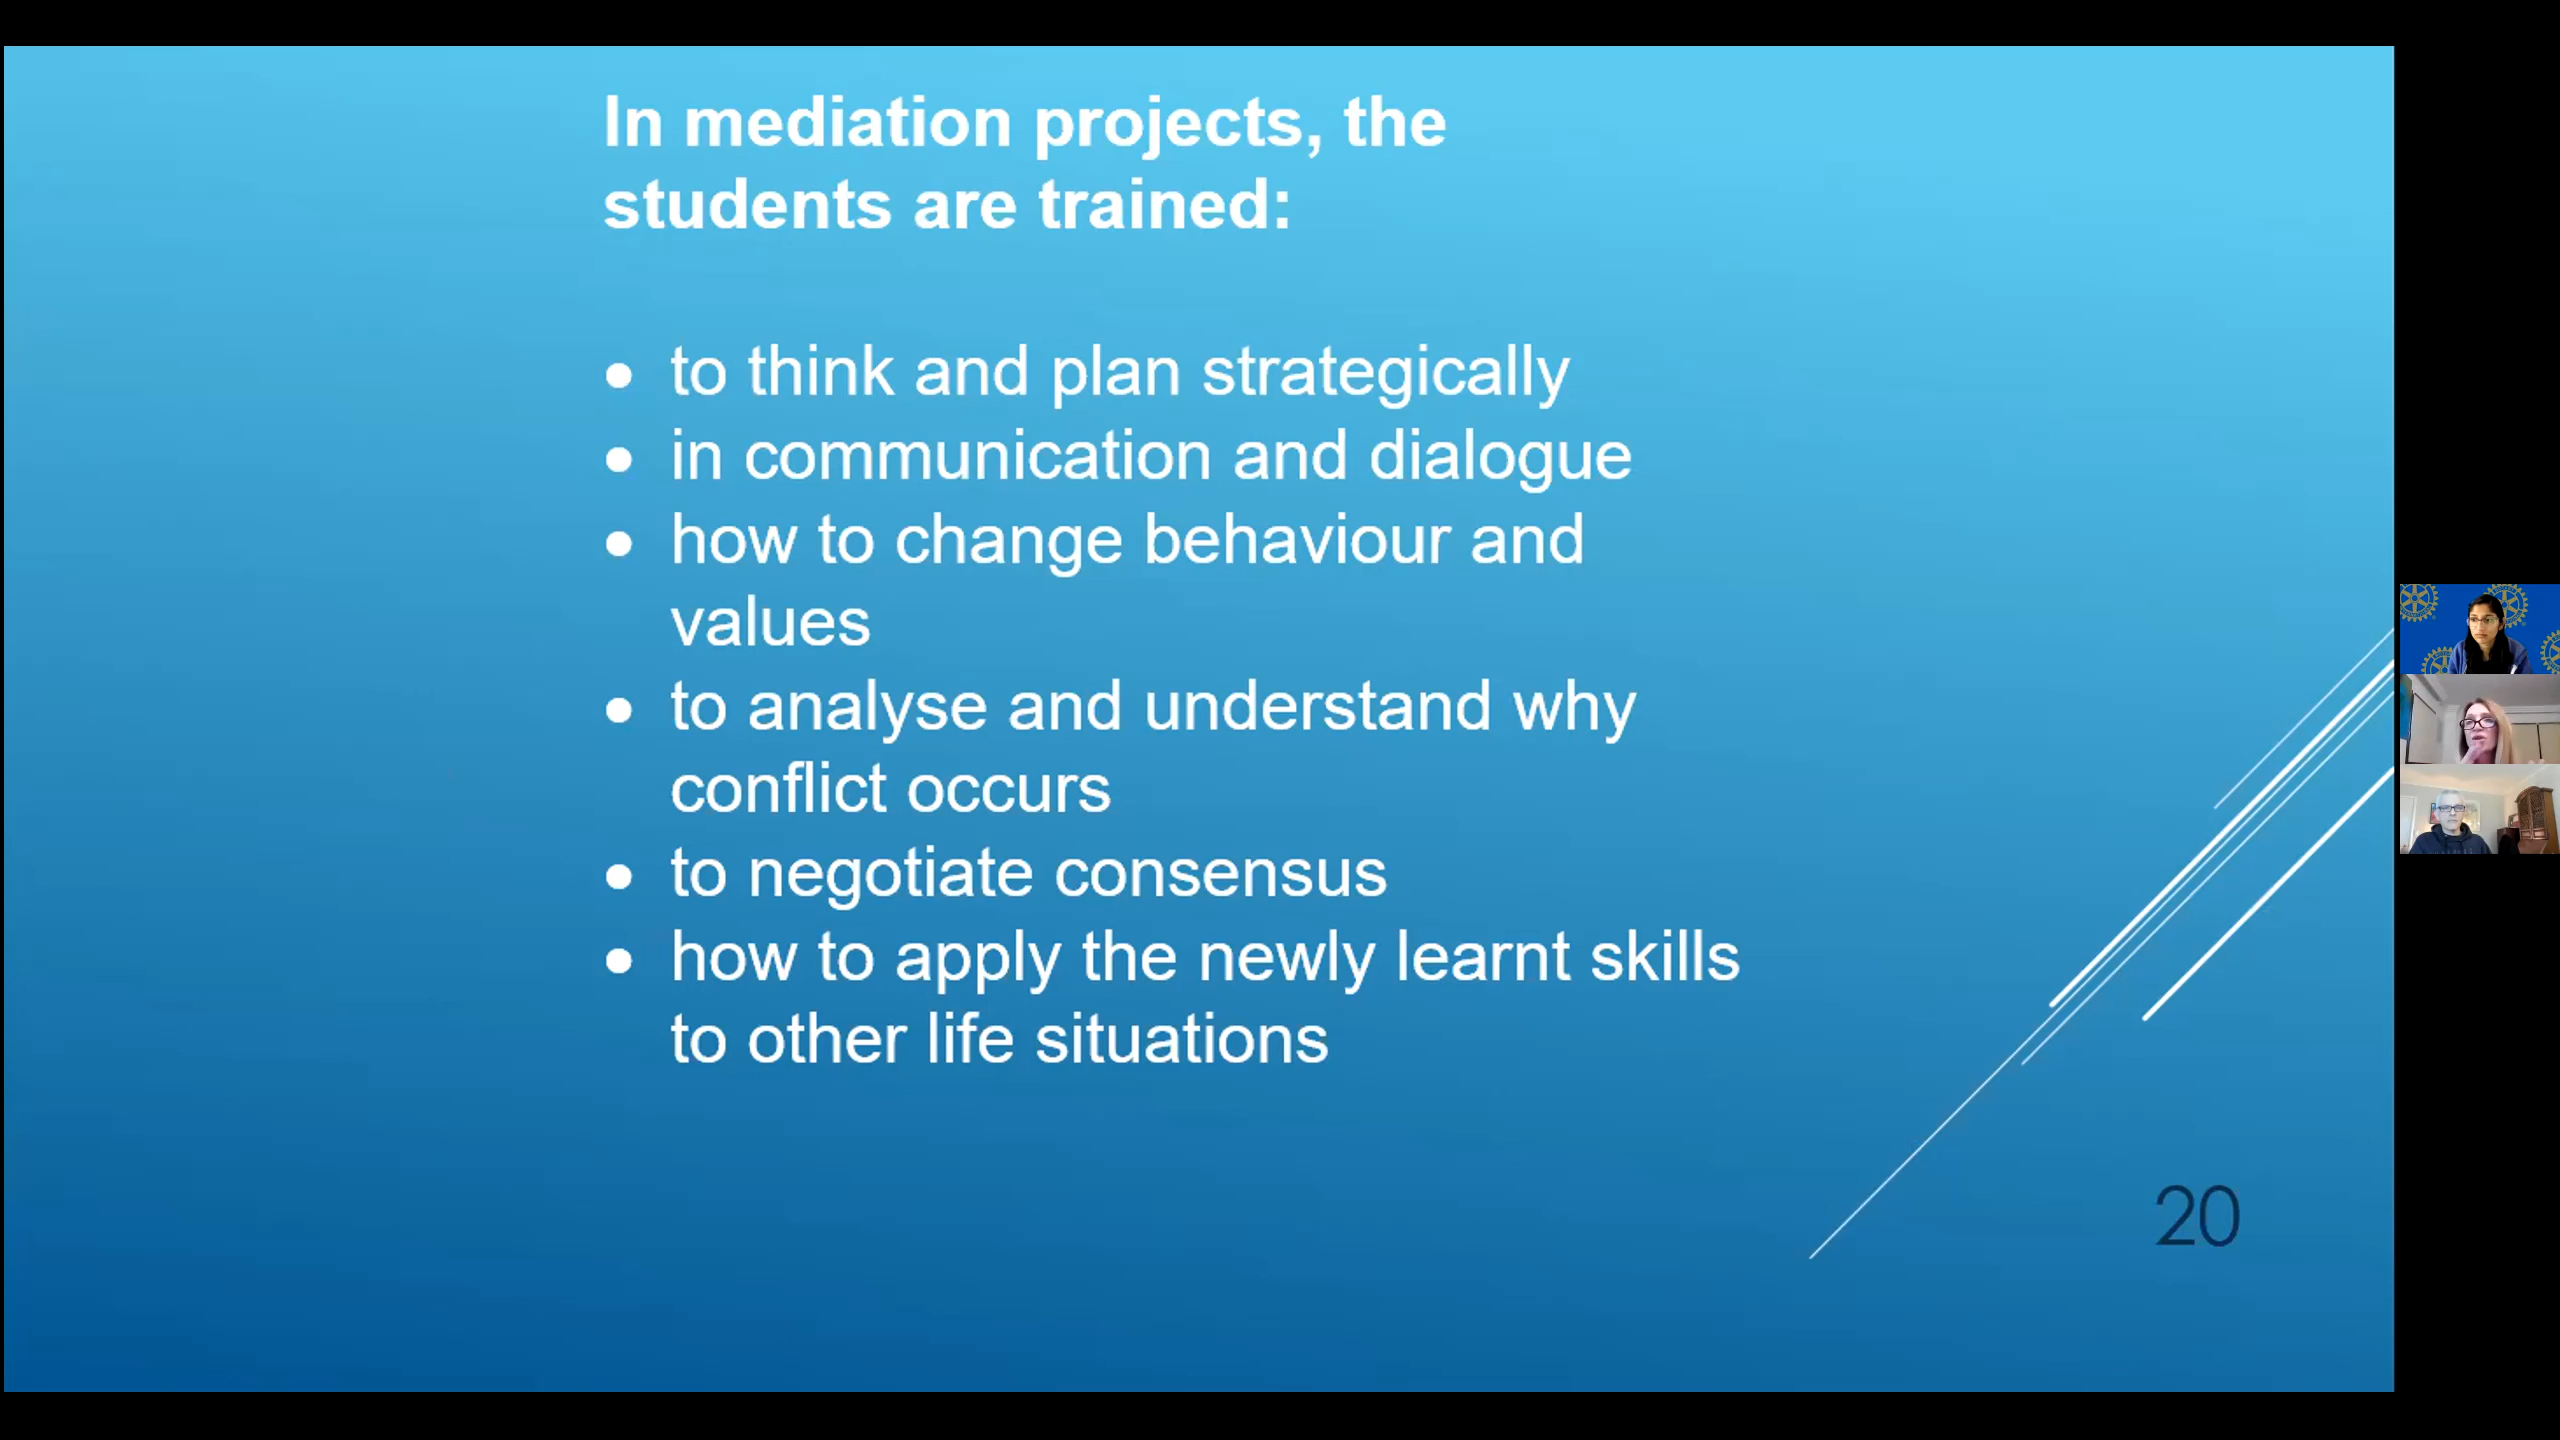 In mediation projects, the
students are trained:
● to think and plan strategically
● in communication and dialogue
● how to change behaviour and
values
● to analyse and understand why
conflict occurs
● to negotiate consensus
● how to apply the newly learnt skills
to other life situations
20